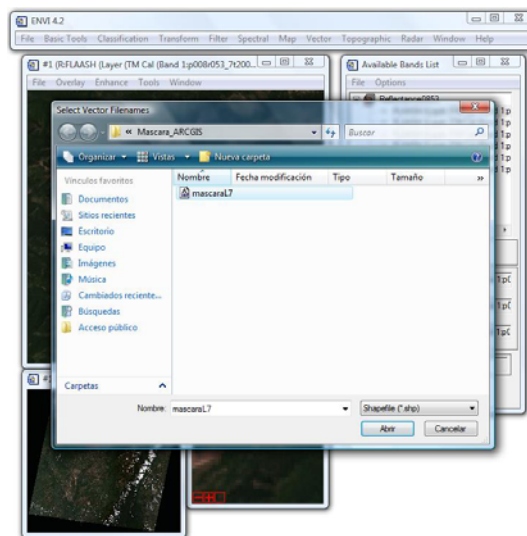 ENVI 4.2
File Basic Tools Classification Transform Filter Spectral Map Vector Topographic Radar Window Help
#1 (R:FLAASH (Layer (TM Cal (Band 1:p008r053_7t200...
File Overlay Enhance Tools Window
Available Bands List
File Options
Reflectance0853
Select Vector Filenames
« Mascara_ARCGIS
Buscar
Organizar Vistas Nueva carpeta
Vínculos favoritos
Nombre Fecha modificación Tipo Tamaño »
mascaraL7
Documentos
Sitios recientes
Escritorio
Equipo
Imágenes
Música
Cambiados reciente...
Búsquedas
Acceso público
Carpetas
Nombre: mascaraL7
Shapefile (*.shp)
Abrir Cancelar